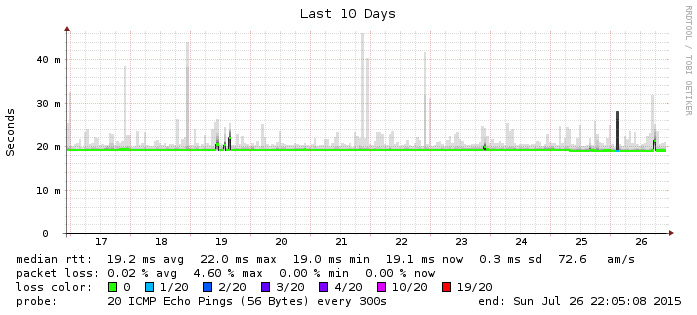 Last 10 Days
RRDTOOL / TOBI OETIKER
Seconds
40 m
30 m
20 m
10 m
0
17 18 19 20 21 22 23 24 25 26
median rtt: 19.2 ms avg 22.0 ms max 19.0 ms min 19.1 ms now 0.3 ms sd 72.6 am/s
packet loss: 0.02 % avg 4.60 % max 0.00 % min 0.00 % now
loss color: 0 1/20 2/20 3/20 4/20 10/20 19/20
probe: 20 ICMP Echo Pings (56 Bytes) every 300s end: Sun Jul 26 22:05:08 2015